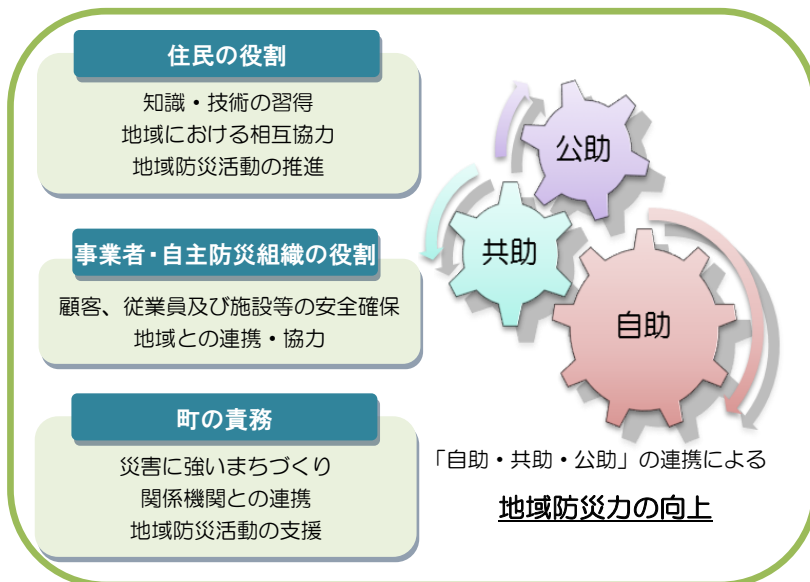 住民の役割
知識・技術の習得
地域における相互協力
地域防災活動の推進
事業者・自主防災組織の役割
顧客、従業員及び施設等の安全確保
地域との連携・協力
町の責務
災害に強いまちづくり
関係機関との連携
地域防災活動の支援
公助
共助
自助
「自助・共助・公助」の連携による
地域防災力の向上